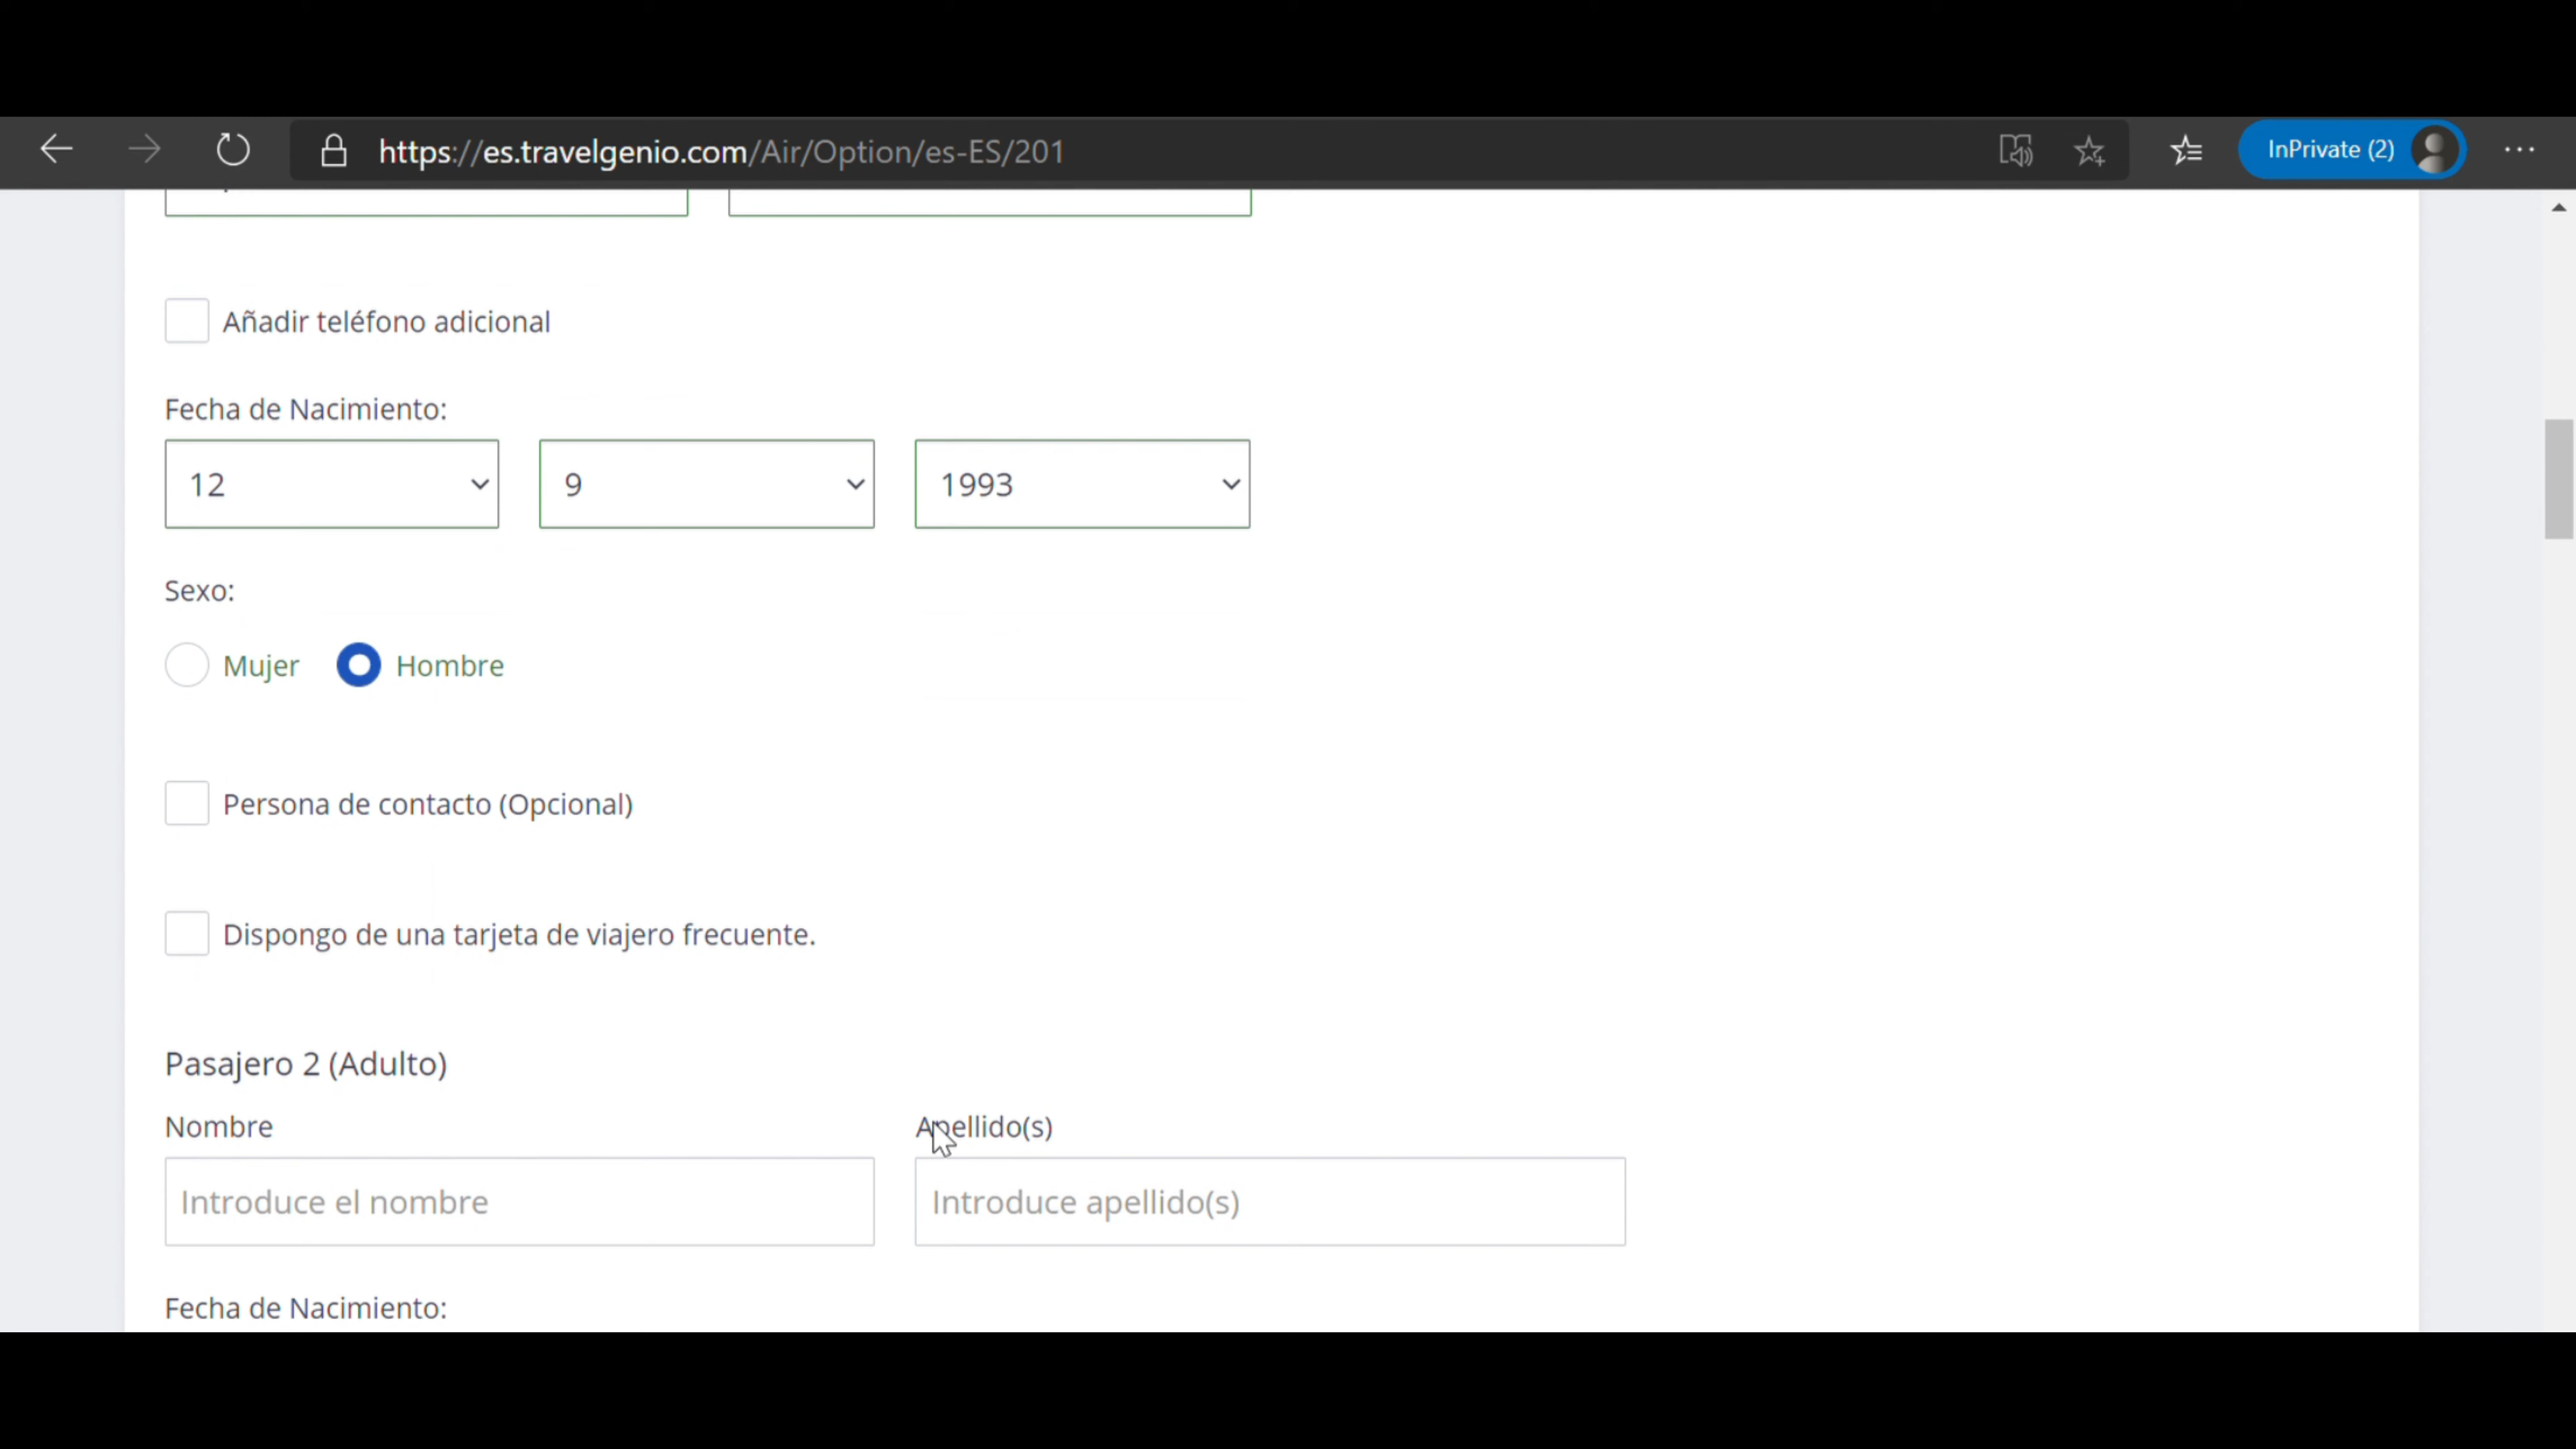 https://es.travelgenio.com/Air/Option/es-ES/201
InPrivate (2)
Añadir teléfono adicional
Fecha de Nacimiento:
12 9 1993
Sexo:
Mujer Hombre
Persona de contacto (Opcional)
Dispongo de una tarjeta de viajero frecuente.
Pasajero 2 (Adulto)
Nombre Apellido(s)
Introduce el nombre Introduce apellido(s)
Fecha de Nacimiento: